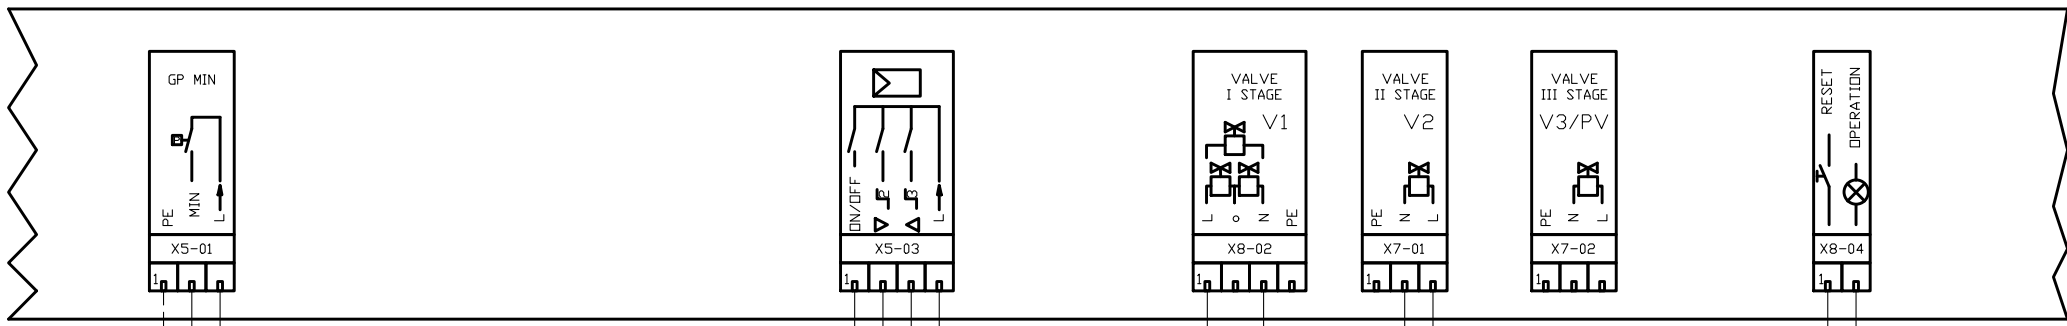 GP MIN
PE
MIN
L
X5-01
1
ON/OFF
2
3
L
X5-03
1
VALVE
I STAGE
V1
L
o
N
PE
X8-02
1
VALVE
II STAGE
V2
PE
N
L
X7-01
1
VALVE
III STAGE
V3/PV
PE
N
L
X7-02
1
RESET
OPERATION
X8-04
1